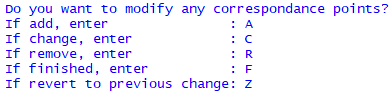 Do you want to modify any correspondance points?
If add, enter             : A
If change, enter          : C
If remove, enter          : R
If finished, enter        : F
If revert to previous change: Z